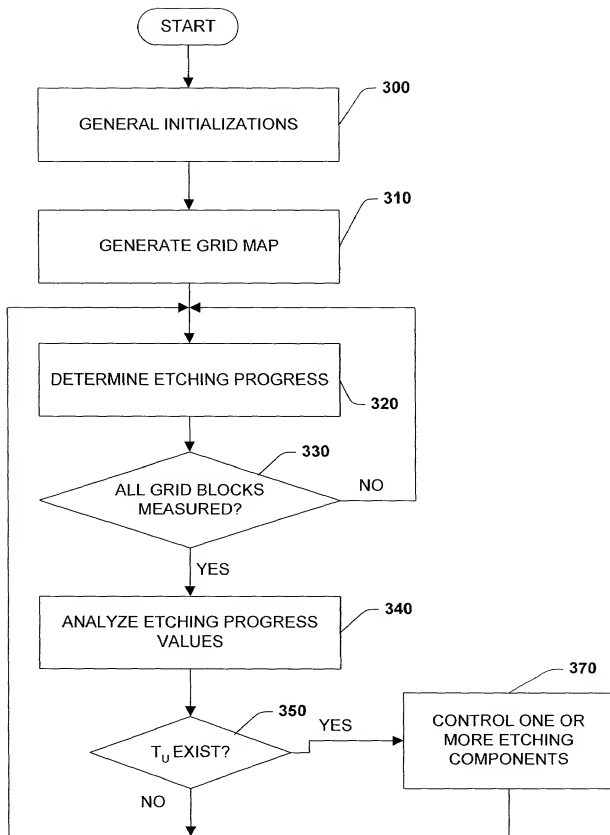 START
300
GENERAL INITIALIZATIONS
310
GENERATE GRID MAP
DETERMINE ETCHING PROGRESS
320
330
ALL GRID BLOCKS
MEASURED?
NO
YES
340
ANALYZE ETCHING PROGRESS
VALUES
350
TU EXIST?
YES
370
CONTROL ONE OR
MORE ETCHING
COMPONENTS
NO